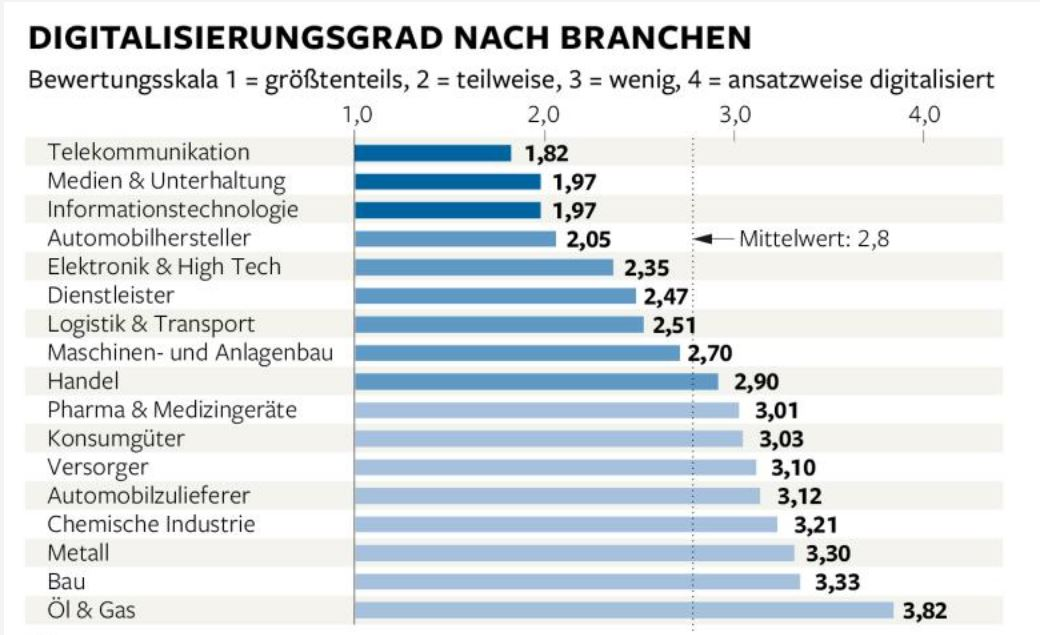 DIGITALISIERUNGSGRAD NACH BRANCHEN
Bewertungsskala 1 = größtenteils, 2 = teilweise, 3 = wenig, 4 = ansatzweise digitalisiert
1,0 2,0 3,0 4,0
Telekommunikation 1,82
Medien & Unterhaltung 1,97
Informationstechnologie 1,97
Automobilhersteller 2,05 Mittelwert: 2,8
Elektronik & High Tech 2,35
Dienstleister 2,47
Logistik & Transport 2,51
Maschinen- und Anlagenbau 2,70
Handel 2,90
Pharma & Medizingeräte 3,01
Konsumgüter 3,03
Versorger 3,10
Automobilzulieferer 3,12
Chemische Industrie 3,21
Metall 3,30
Bau 3,33
Öl & Gas 3,82